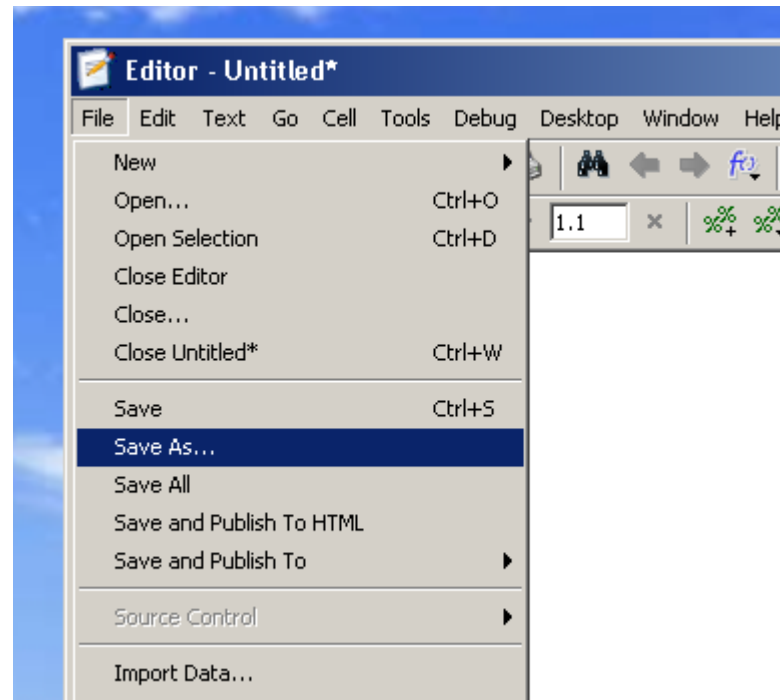 Editor - Untitled*
File Edit Text Go Cell Tools Debug Desktop Window Help
New
Open... Ctrl+O
Open Selection Ctrl+D
1.1
Close Editor
Close...
Close Untitled* Ctrl+W
Save Ctrl+S
Save As...
Save All
Save and Publish To HTML
Save and Publish To
Source Control
Import Data...